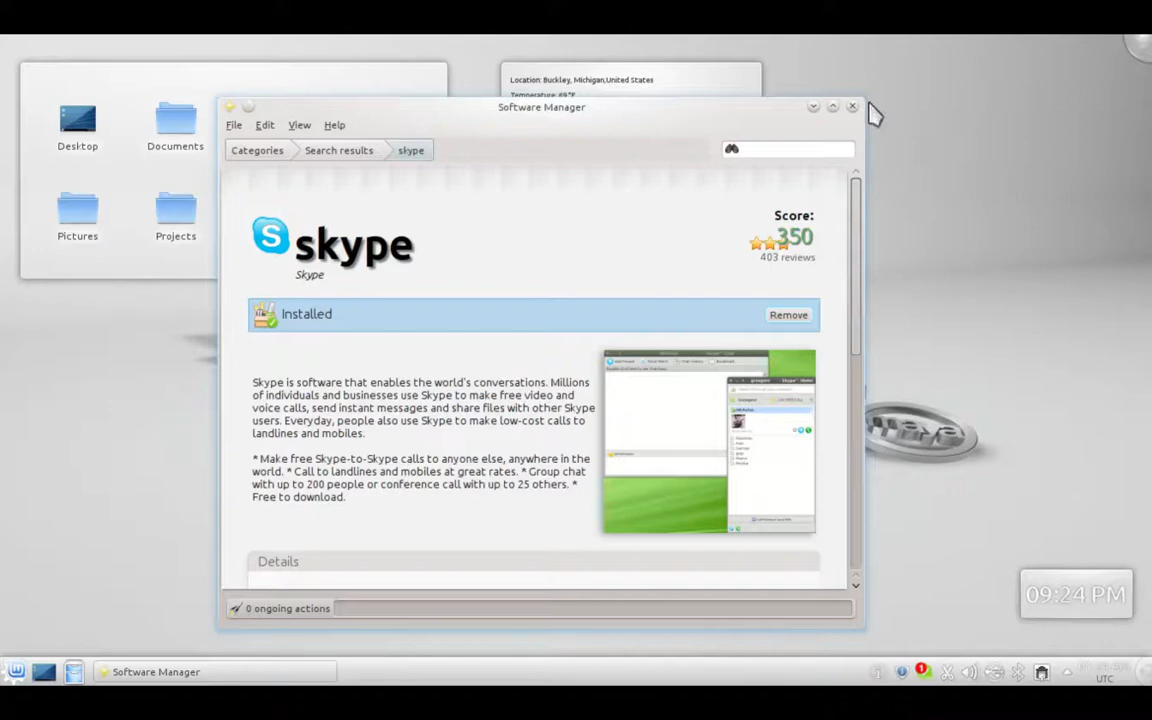 Location: Buckley, Michigan,United States
Temperature: 69°F
Desktop
Documents
Pictures
Projects
Software Manager
File Edit View Help
Categories Search results skype
skype
Skype
Score:
350
403 reviews
Installed
Remove
Skype is software that enables the world's conversations. Millions
of individuals and businesses use Skype to make free video and
voice calls, send instant messages and share files with other Skype
users. Everyday, people also use Skype to make low-cost calls to
landlines and mobiles.
* Make free Skype-to-Skype calls to anyone else, anywhere in the
world. * Call to landlines and mobiles at great rates. * Group chat
with up to 200 people or conference call with up to 25 others. *
Free to download.
Details
0 ongoing actions
maya
09:24 PM
Software Manager
1
UTC